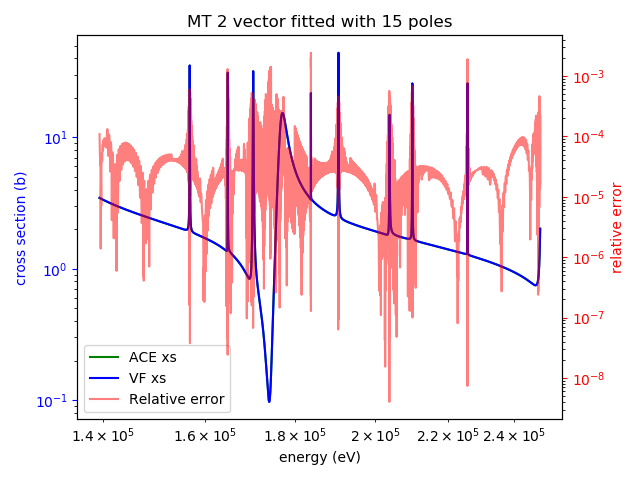 MT 2 vector fitted with 15 poles
cross section (b)
10¹
10⁰
10⁻¹
10⁻³
10⁻⁴
10⁻⁵
10⁻⁶
10⁻⁷
10⁻⁸
relative error
ACE xs
VF xs
Relative error
1.4 × 10⁵ 1.6 × 10⁵ 1.8 × 10⁵ 2 × 10⁵ 2.2 × 10⁵ 2.4 × 10⁵
energy (eV)